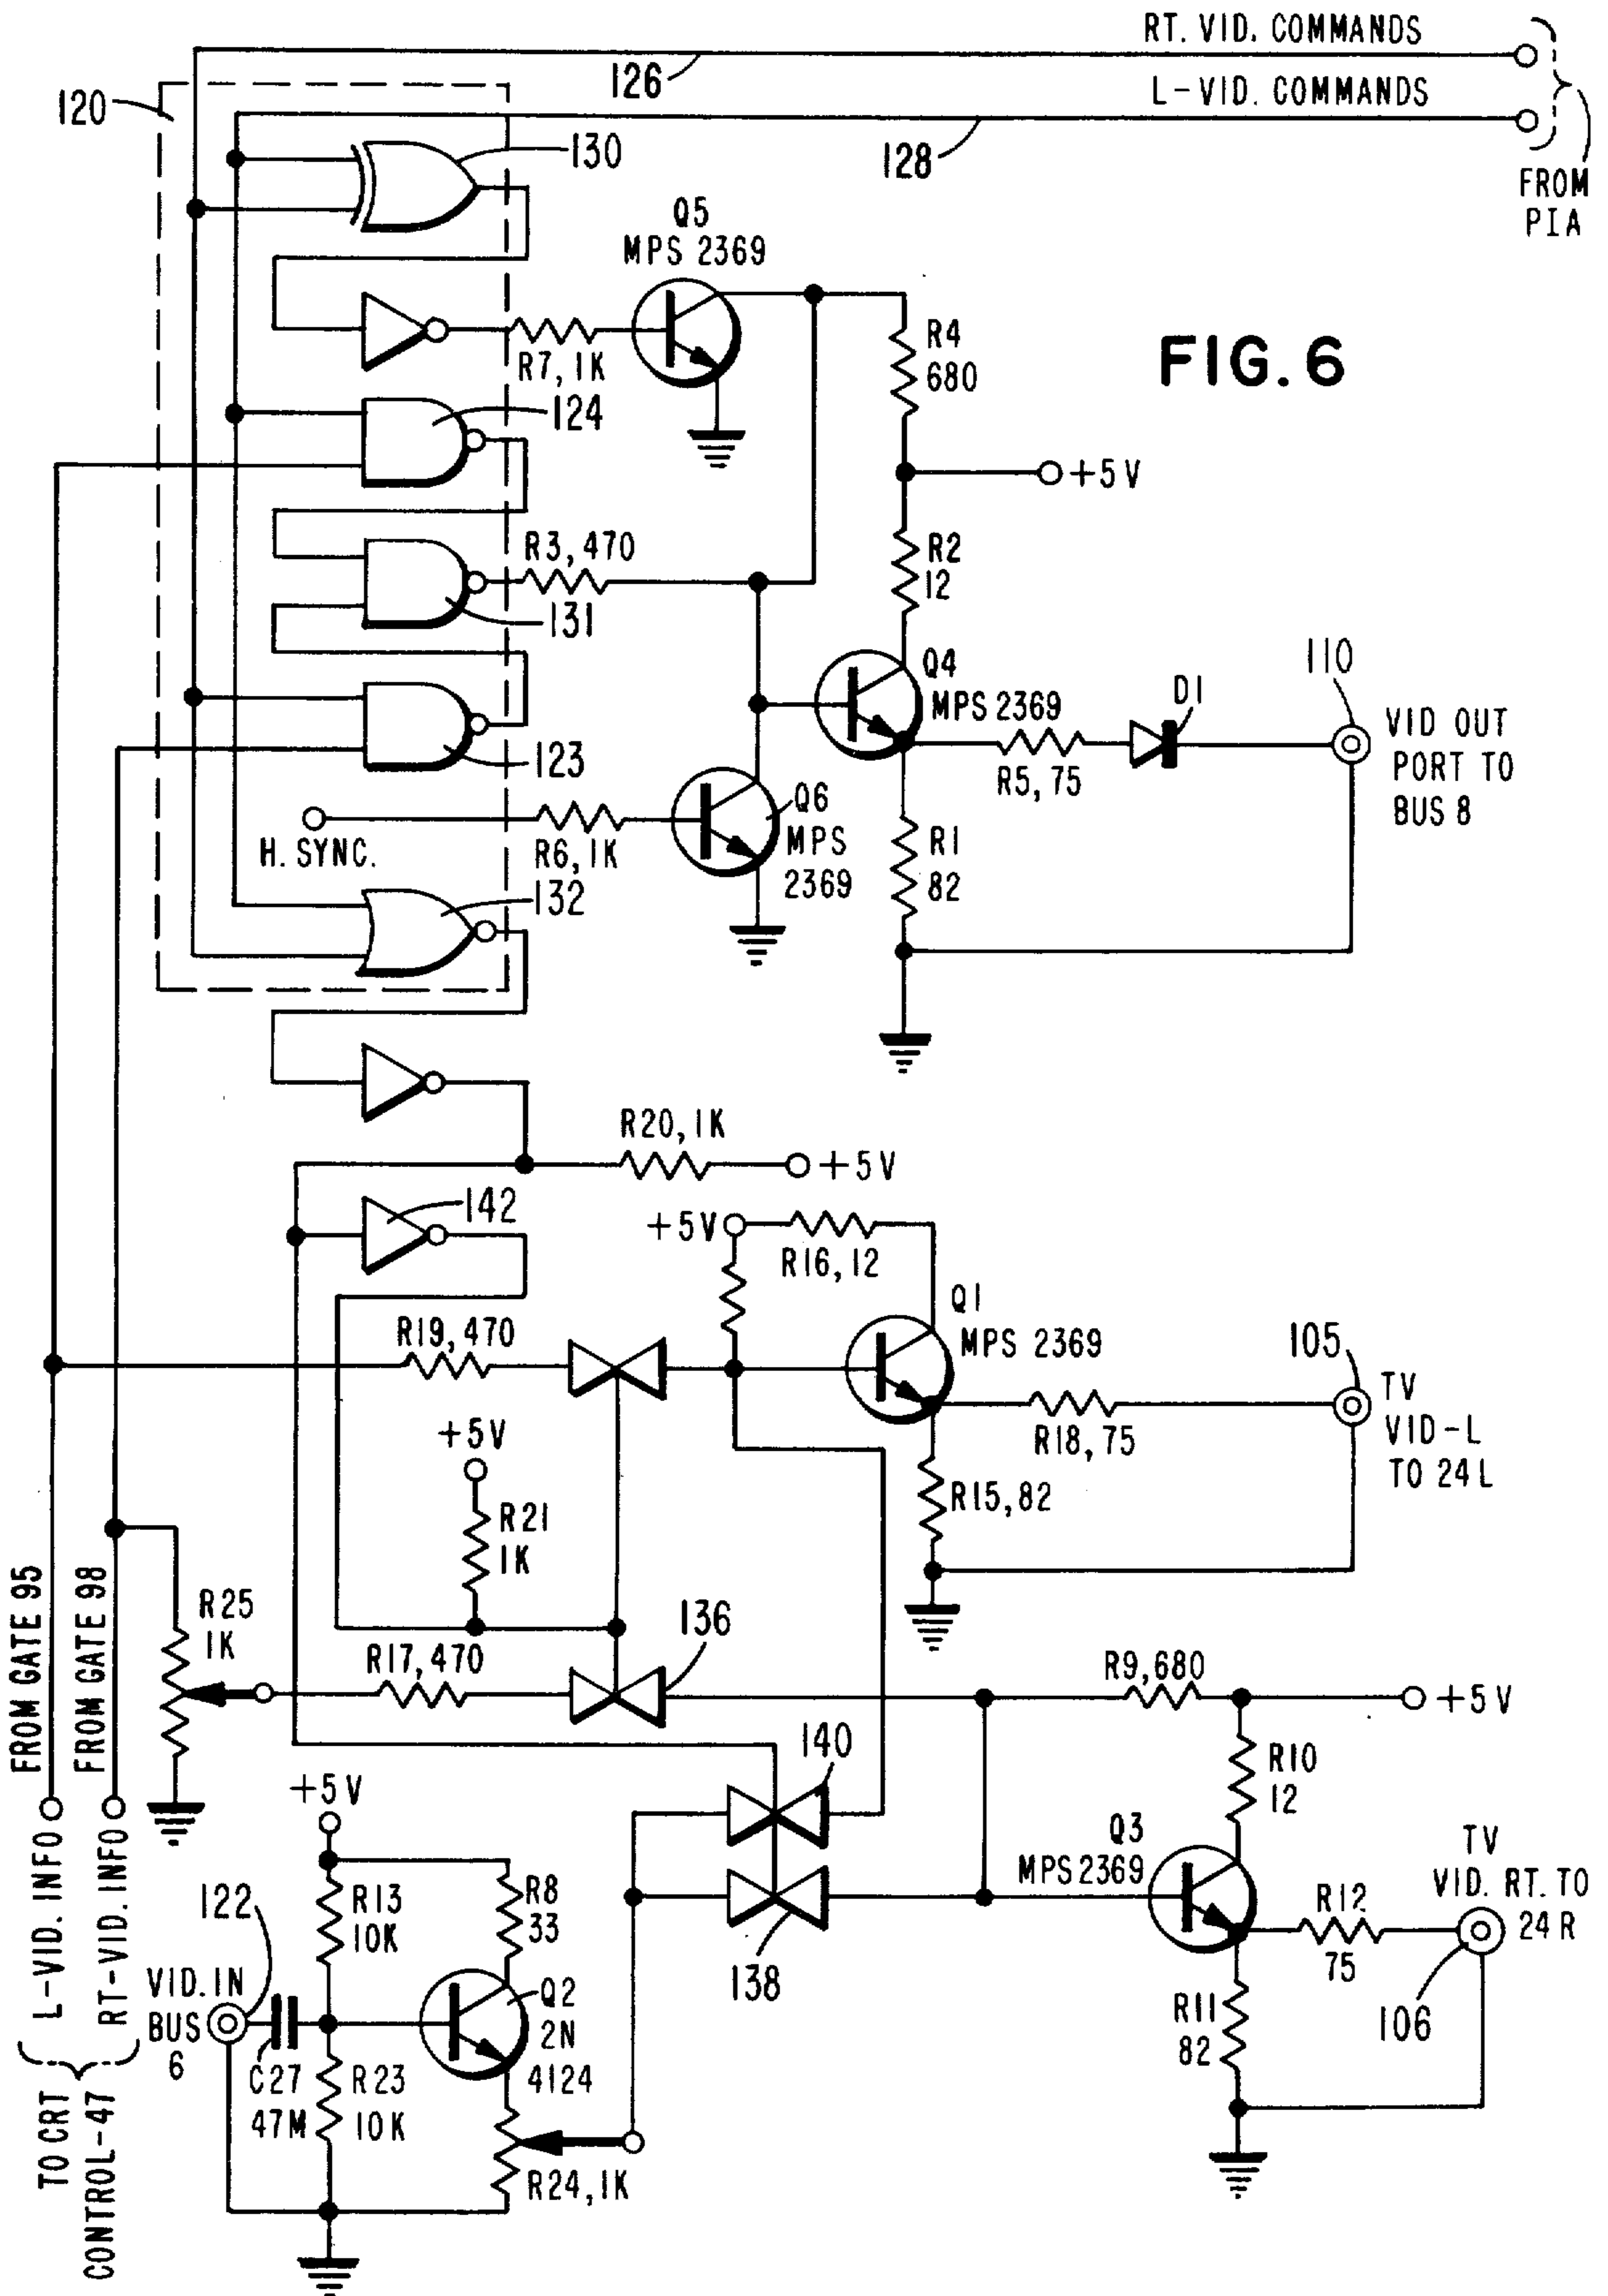 RT. VID. COMMANDS
126
L-VID. COMMANDS
120
128
130
FROM
PIA
Q5
MPS 2369
FIG. 6
R4
680
R7, 1K
124
+5V
R3, 470
R2
12
131
Q4
MPS 2369
D1
110
VID OUT
PORT TO
BUS 8
123
R5, 75
Q6
MPS
2369
H. SYNC.
R6, 1K
R1
82
132
R20, 1K
+5V
142
+5V
R16, 12
Q1
MPS 2369
R19, 470
105
TV
VID-L
TO 24L
+5V
R18, 75
R15, 82
R21
1K
FROM GATE 95
FROM GATE 98
R25
1K
136
R17, 470
R9, 680
+5V
140
R10
12
+5V
Q3
MPS2369
TV
VID. RT. TO
24R
L-VID. INFO
RT-VID. INFO
122
R13
10K
R8
33
R12
75
138
VID. IN
BUS
6
Q2
2N
4124
R11
82
106
C27
47M
R23
10K
R24, 1K
TO CRT
CONTROL-47